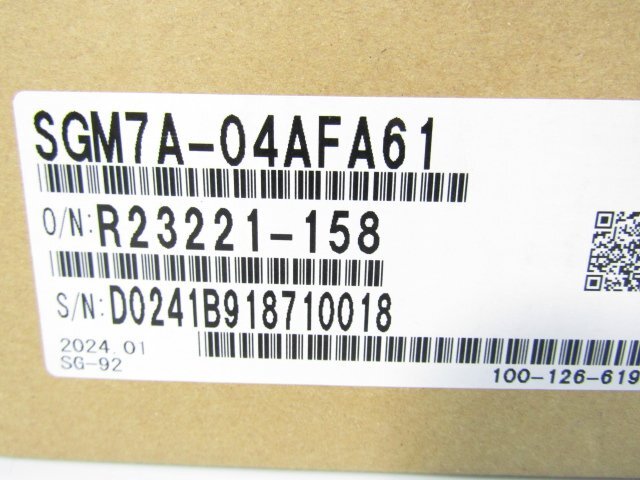 SGM7A-04AFA61
O/N: R23221-158
S/N: D0241B918710018
2024.01
SG-92
100-126-619